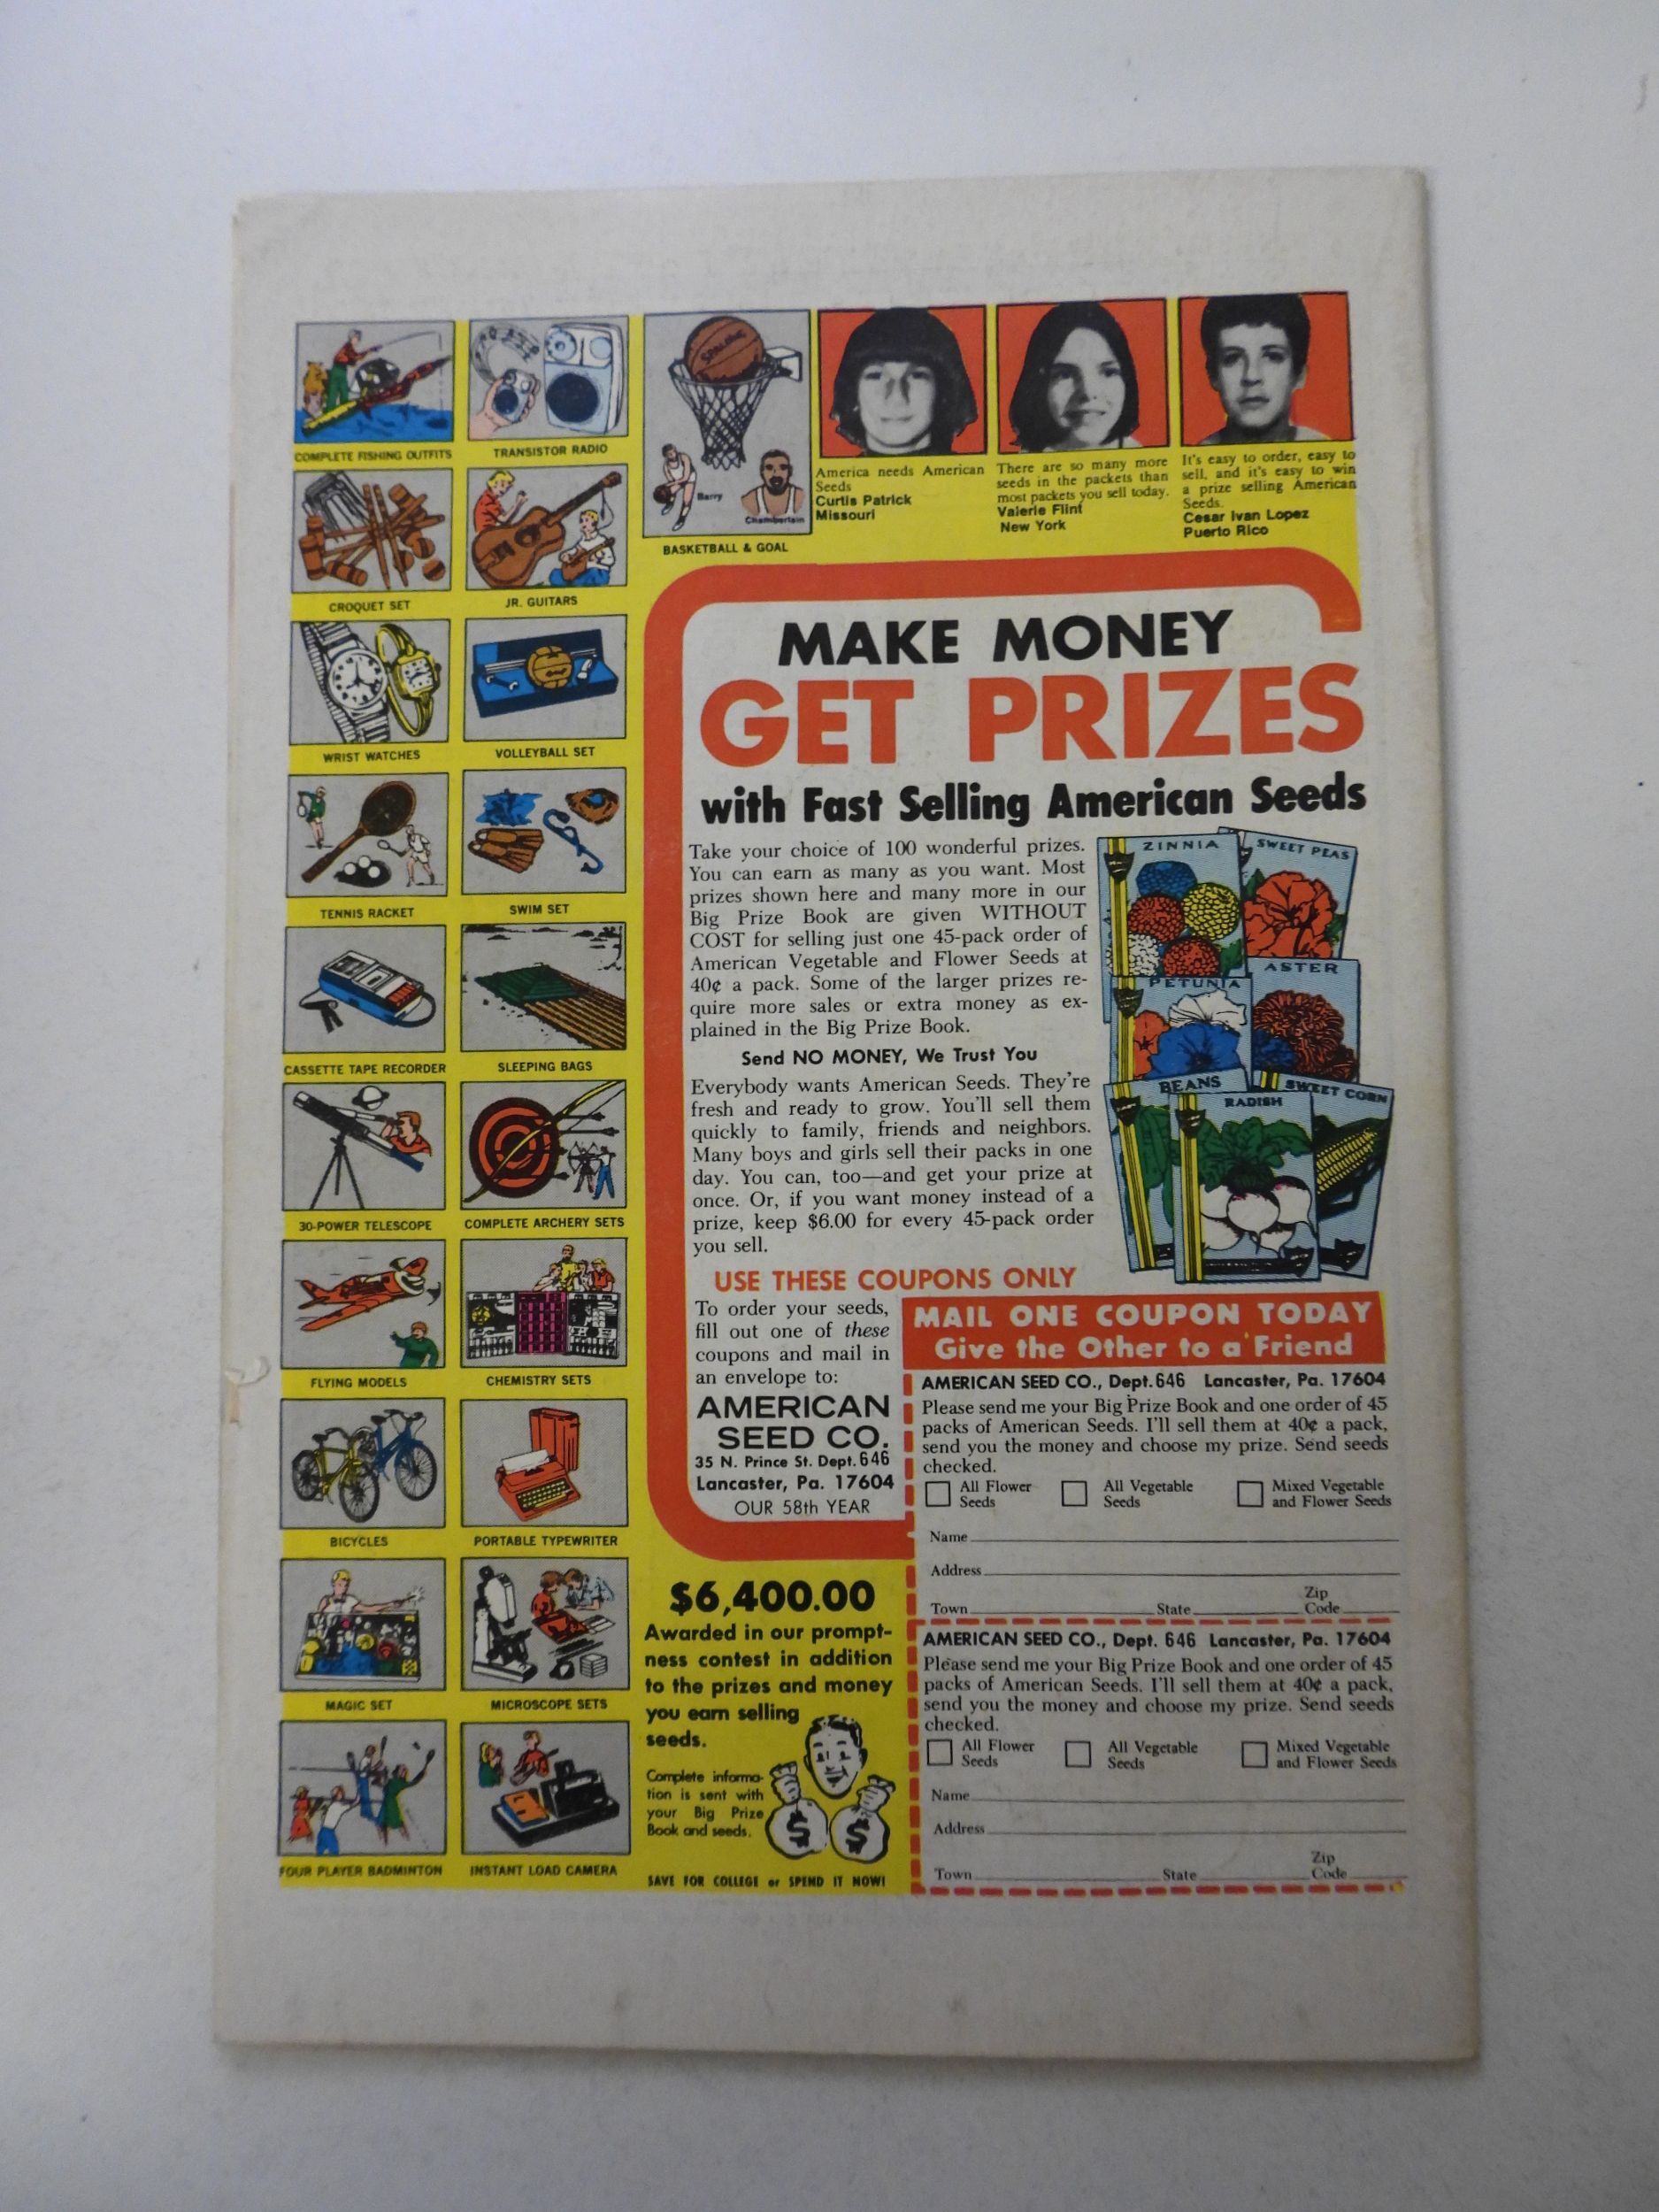 COMPLETE FISHING OUTFITS
TRANSISTOR RADIO
CROQUET SET
JR. GUITARS
WRIST WATCHES
VOLLEYBALL SET
TENNIS RACKET
SWIM SET
CASSETTE TAPE RECORDER
SLEEPING BAGS
30-POWER TELESCOPE
COMPLETE ARCHERY SETS
FLYING MODELS
CHEMISTRY SETS
BICYCLES
PORTABLE TYPEWRITER
MAGIC SET
MICROSCOPE SETS
FOUR PLAYER BADMINTON
INSTANT LOAD CAMERA
SPALDING
Barry
Chamberlain
BASKETBALL & GOAL
America needs American
Seeds
Curtis Patrick
Missouri
There are so many more
seeds in the packets than
most packets you sell today.
Valerie Flint
New York
It's easy to order, easy to
sell, and it's easy to win
a prize selling American
Seeds.
Cesar Ivan Lopez
Puerto Rico
MAKE MONEY
GET PRIZES
with Fast Selling American Seeds
Take your choice of 100 wonderful prizes.
You can earn as many as you want. Most
prizes shown here and many more in our
Big Prize Book are given WITHOUT
COST for selling just one 45-pack order of
American Vegetable and Flower Seeds at
40¢ a pack. Some of the larger prizes re-
quire more sales or extra money as ex-
plained in the Big Prize Book.
Send NO MONEY, We Trust You
Everybody wants American Seeds. They're
fresh and ready to grow. You'll sell them
quickly to family, friends and neighbors.
Many boys and girls sell their packs in one
day. You can, too—and get your prize at
once. Or, if you want money instead of a
prize, keep $6.00 for every 45-pack order
you sell.
ZINNIA
SWEET PEAS
ASTER
PETUNIA
BEANS
RADISH
SWEET CORN
USE THESE COUPONS ONLY
To order your seeds,
fill out one of these
coupons and mail in
an envelope to:
AMERICAN
SEED CO.
35 N. Prince St. Dept. 646
Lancaster, Pa. 17604
OUR 58th YEAR
MAIL ONE COUPON TODAY
Give the Other to a Friend
AMERICAN SEED CO., Dept. 646 Lancaster, Pa. 17604
Please send me your Big Prize Book and one order of 45
packs of American Seeds. I'll sell them at 40¢ a pack,
send you the money and choose my prize. Send seeds
checked.
All Flower
Seeds
All Vegetable
Seeds
Mixed Vegetable
and Flower Seeds
Name
Address
Town State Zip
Code
AMERICAN SEED CO., Dept. 646 Lancaster, Pa. 17604
Please send me your Big Prize Book and one order of 45
packs of American Seeds. I'll sell them at 40¢ a pack,
send you the money and choose my prize. Send seeds
checked.
All Flower
Seeds
All Vegetable
Seeds
Mixed Vegetable
and Flower Seeds
Name
Address
Town State Zip
Code
$6,400.00
Awarded in our prompt-
ness contest in addition
to the prizes and money
you earn selling
seeds.
Complete informa-
tion is sent with
your Big Prize
Book and seeds.
$ $
SAVE FOR COLLEGE or SPEND IT NOW!